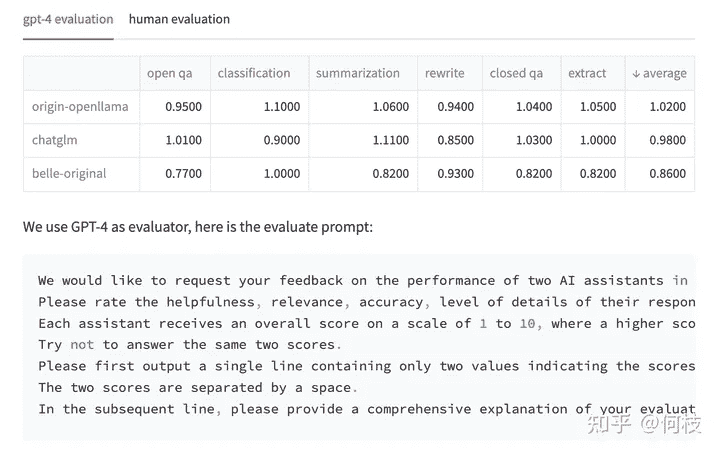 gpt-4 evaluation human evaluation
open qa classification summarization rewrite closed qa extract ↓ average
origin-openllama 0.9500 1.1000 1.0600 0.9400 1.0400 1.0500 1.0200
chatglm 1.0100 0.9000 1.1100 0.8500 1.0300 1.0000 0.9800
belle-original 0.7700 1.0000 0.8200 0.9300 0.8200 0.8200 0.8600
We use GPT-4 as evaluator, here is the evaluate prompt:
We would like to request your feedback on the performance of two AI assistants in
Please rate the helpfulness, relevance, accuracy, level of details of their respon
Each assistant receives an overall score on a scale of 1 to 10, where a higher sco
Try not to answer the same two scores.
Please first output a single line containing only two values indicating the scores
The two scores are separated by a space.
In the subsequent line, please provide a comprehensive explanation of your evaluat
知乎 @何枝